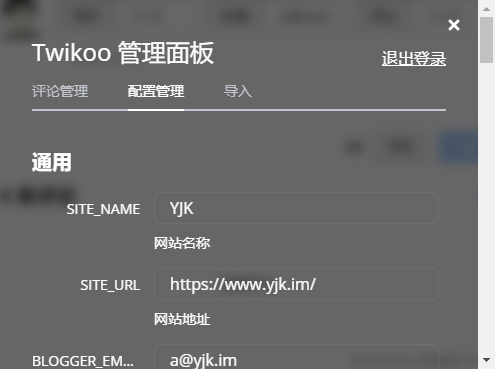 Twikoo 管理面板
退出登录
评论管理 配置管理 导入
通用
SITE_NAME YJK
网站名称
SITE_URL https://www.yjk.im/
网站地址
BLOGGER_EM... a@yjk.im